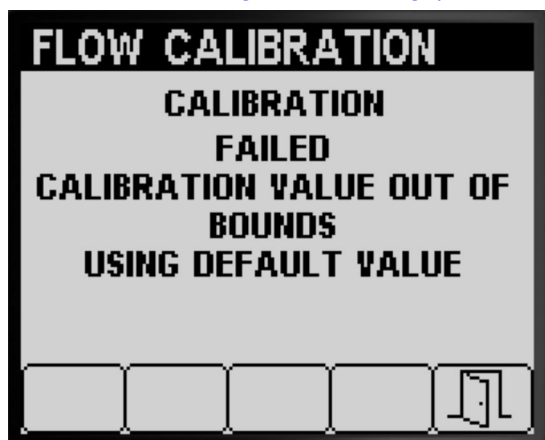 FLOW CALIBRATION
CALIBRATION
FAILED
CALIBRATION VALUE OUT OF
BOUNDS
USING DEFAULT VALUE